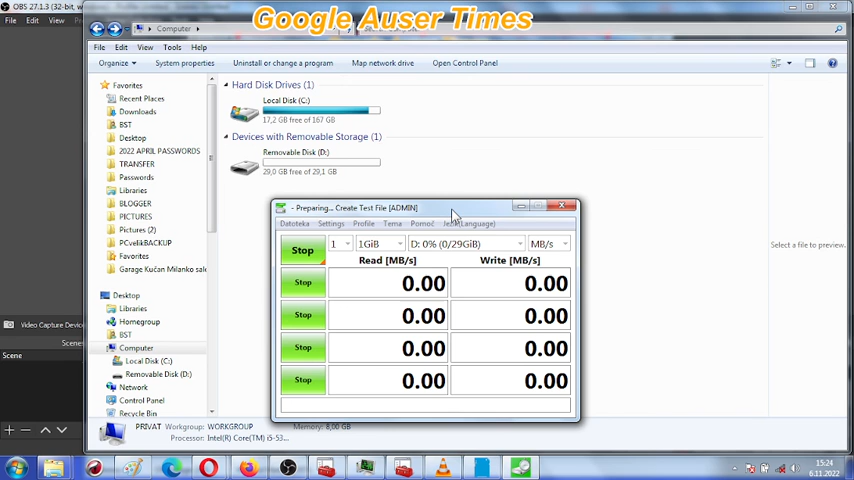 OBS 27.1.3 (32-bit, w
Google Auser Times
File Edit View
Computer
File Edit View Tools Help
Organize System properties Uninstall or change a program Map network drive Open Control Panel
Favorites
Recent Places
Downloads
BST
Desktop
2022 APRIL PASSWORDS
TRANSFER
Passwords
Libraries
BLOGGER
PICTURES
Pictures (2)
PCvelikBACKUP
Favorites
Garage Kućan Milanko sale
Desktop
Libraries
Homegroup
BST
Computer
Local Disk (C:)
Removable Disk (D:)
Network
Control Panel
Recycle Bin
Hard Disk Drives (1)
Local Disk (C:)
17,2 GB free of 167 GB
Devices with Removable Storage (1)
Removable Disk (D:)
29,0 GB free of 29,1 GB
Select a file to preview.
- Preparing... Create Test File [ADMIN]
Datoteka Settings Profile Tema Pomoć Jezik(Language)
Stop 1 1GiB D: 0% (0/29GiB) MB/s
Read [MB/s] Write [MB/s]
Stop 0.00 0.00
Stop 0.00 0.00
Stop 0.00 0.00
Stop 0.00 0.00
Video Capture Device
Scenes
Scene
PRIVAT Workgroup: WORKGROUP Memory: 8,00 GB
Processor: Intel(R) Core(TM) i5-53...
15:24
6.11.2022